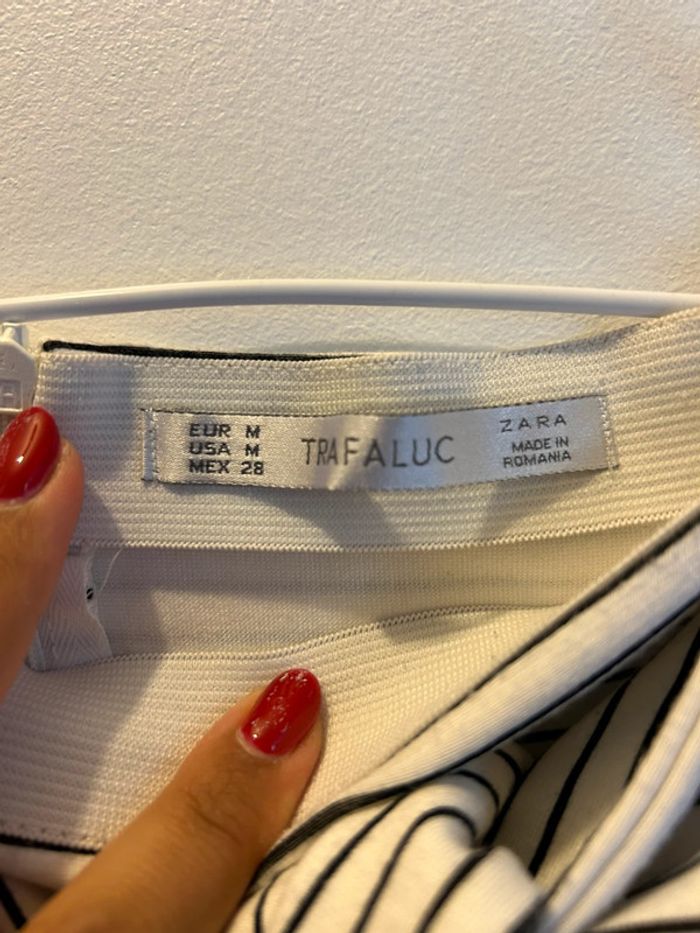 EUR M
USA M
MEX 28
TRAFALUC
ZARA
MADE IN
ROMANIA